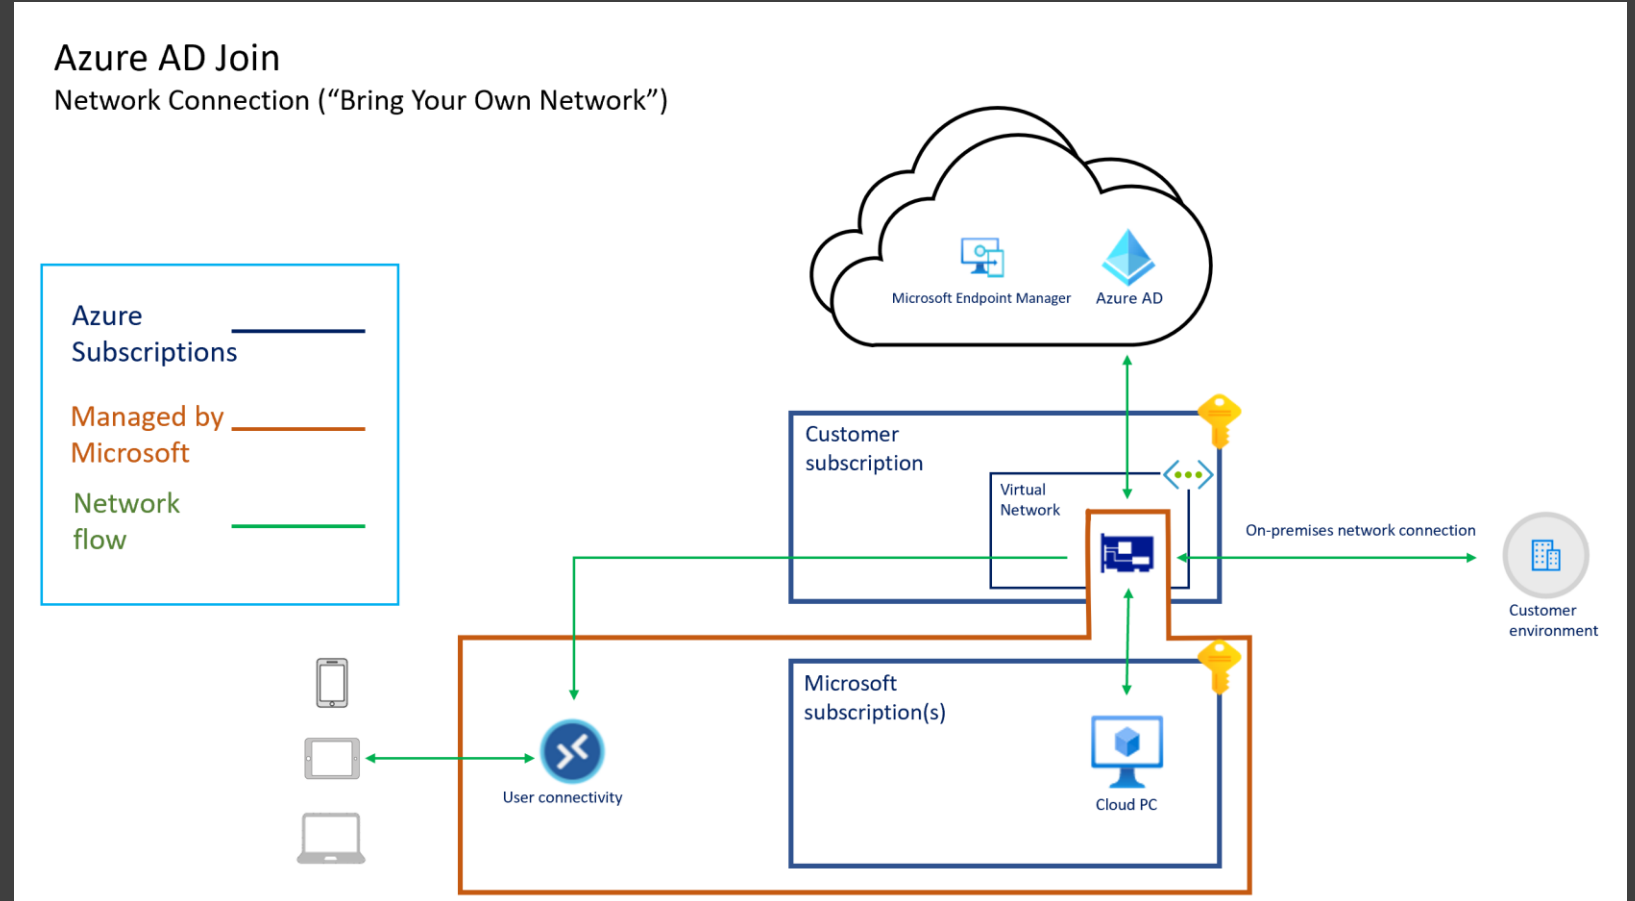 Azure AD Join
Network Connection (“Bring Your Own Network”)
Microsoft Endpoint Manager
Azure AD
Azure
Subscriptions
Managed by
Microsoft
Network
flow
Customer
subscription
Virtual
Network
On-premises network connection
Customer
environment
Microsoft
subscription(s)
User connectivity
Cloud PC